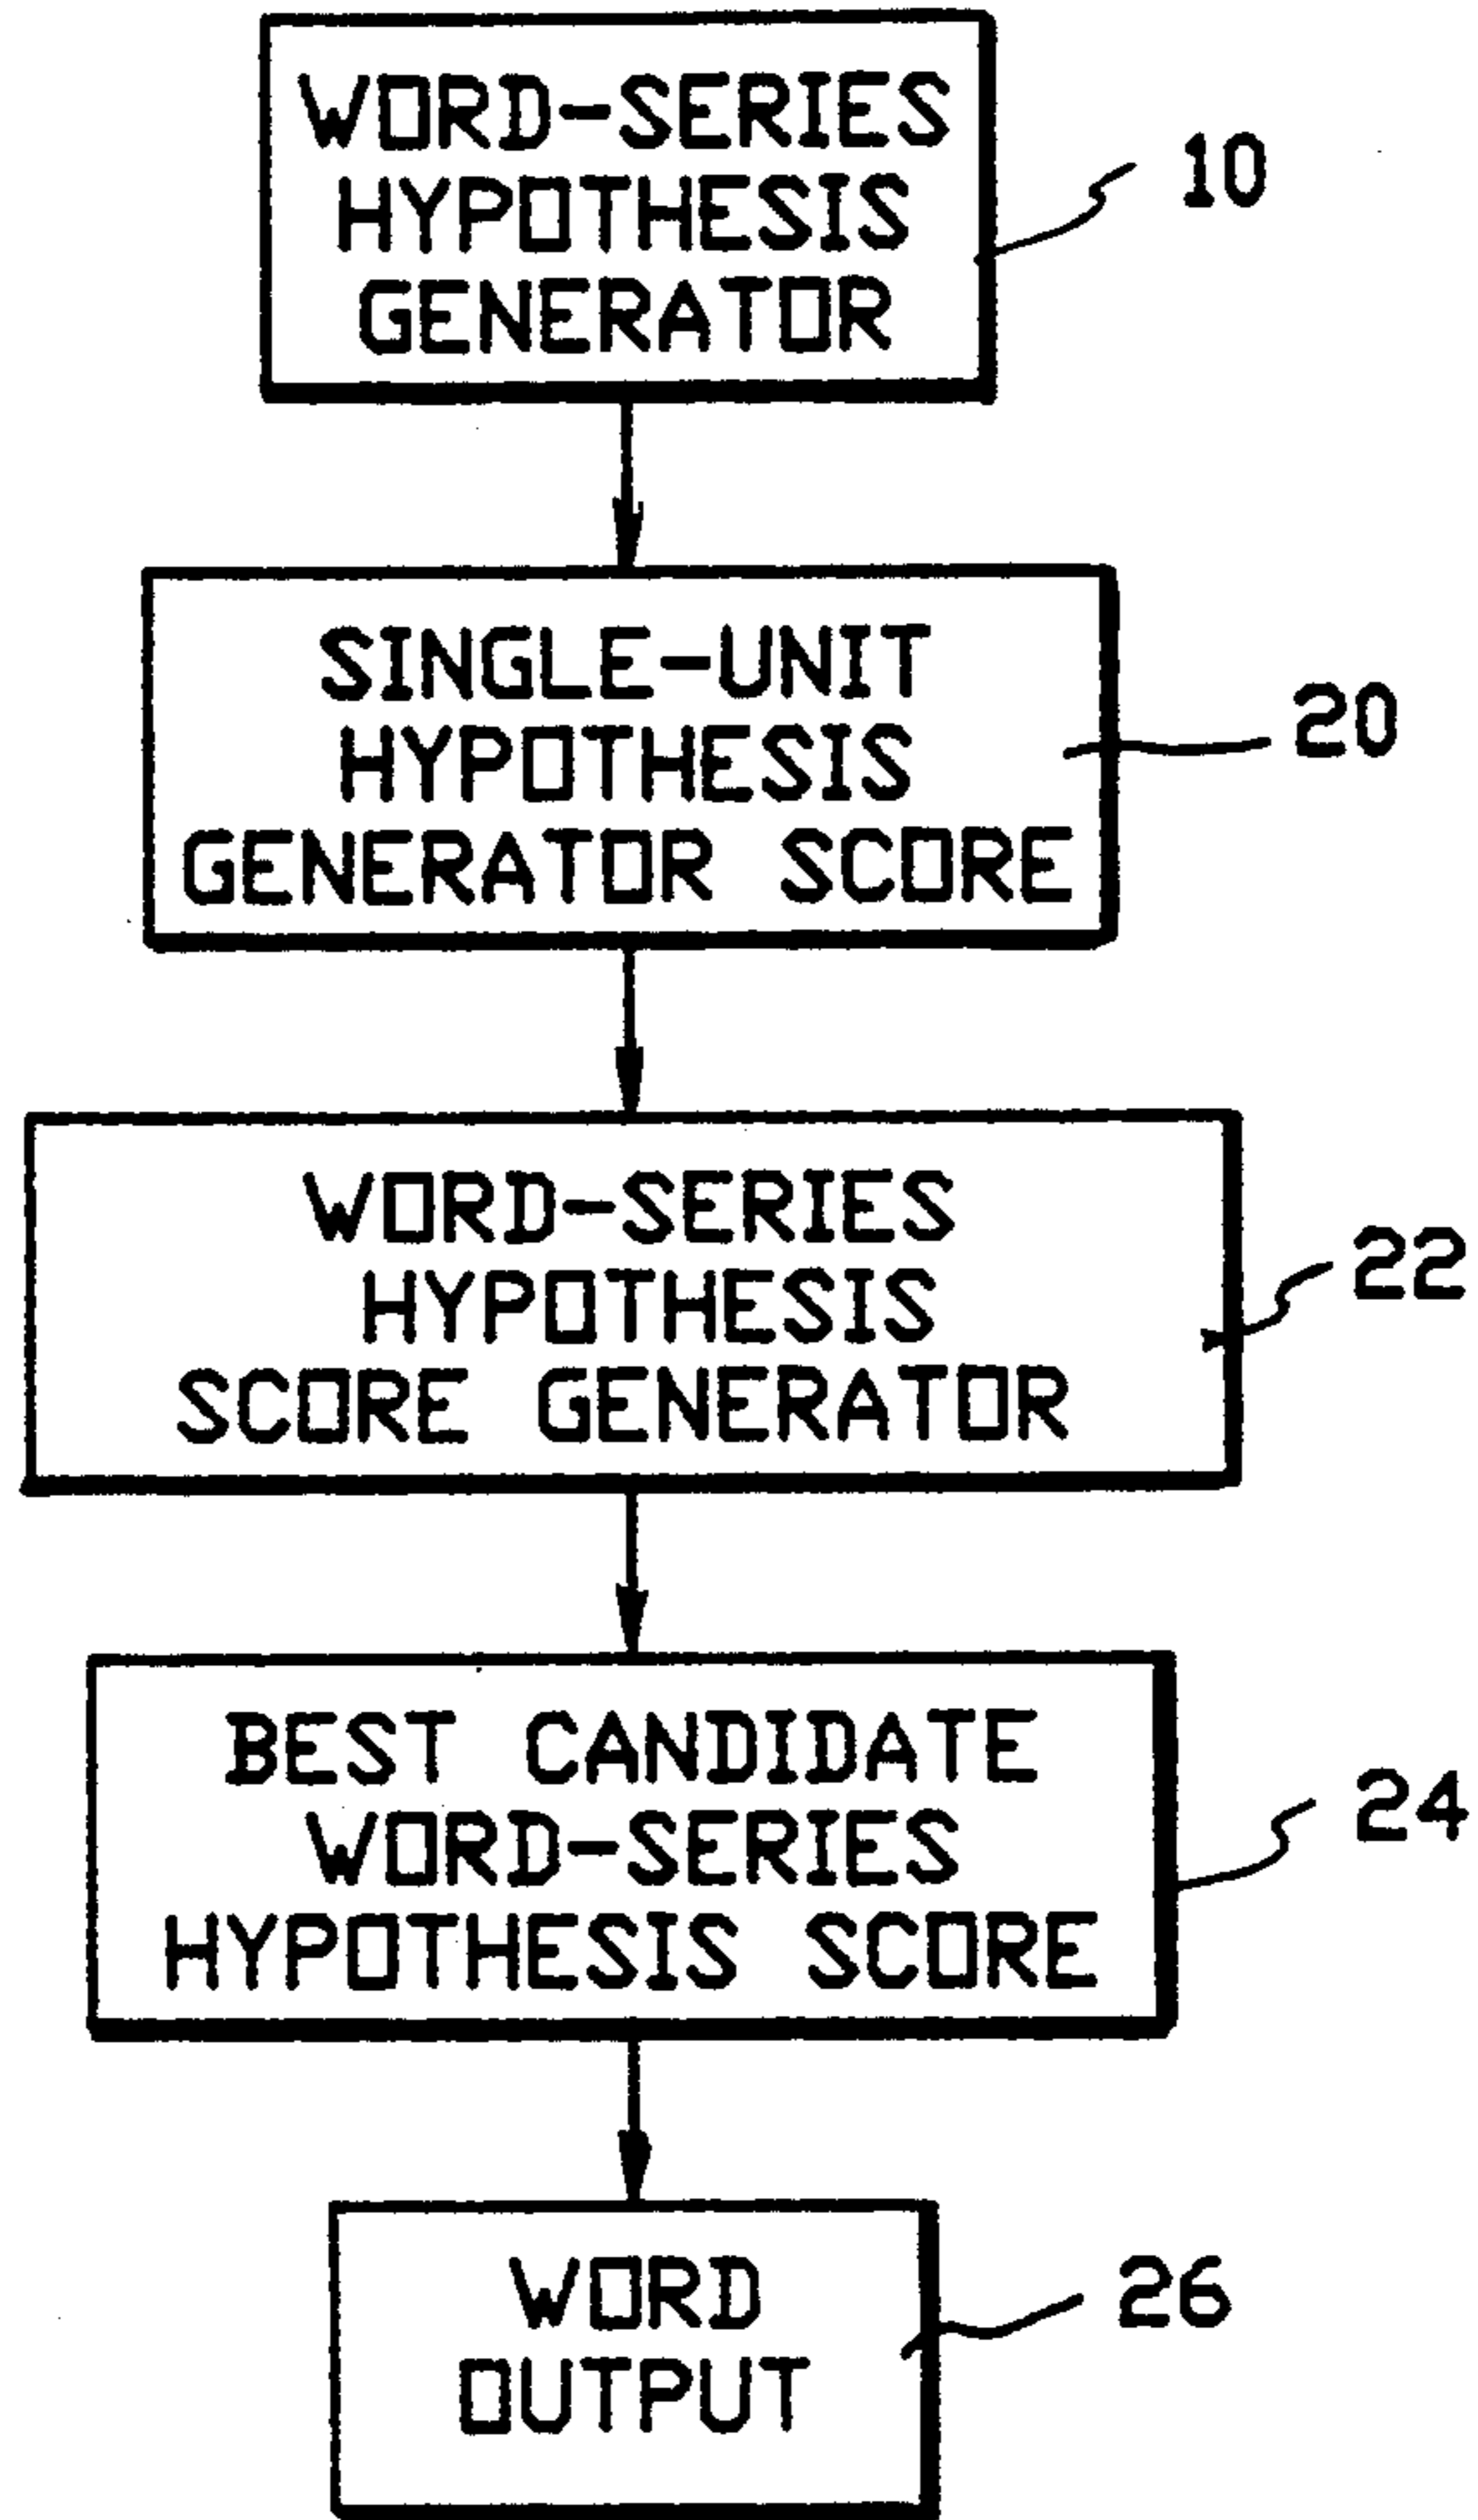 WORD-SERIES
HYPOTHESIS
GENERATOR
10
SINGLE-UNIT
HYPOTHESIS
GENERATOR SCORE
20
WORD-SERIES
HYPOTHESIS
SCORE GENERATOR
22
BEST CANDIDATE
WORD-SERIES
HYPOTHESIS SCORE
24
WORD
OUTPUT
26